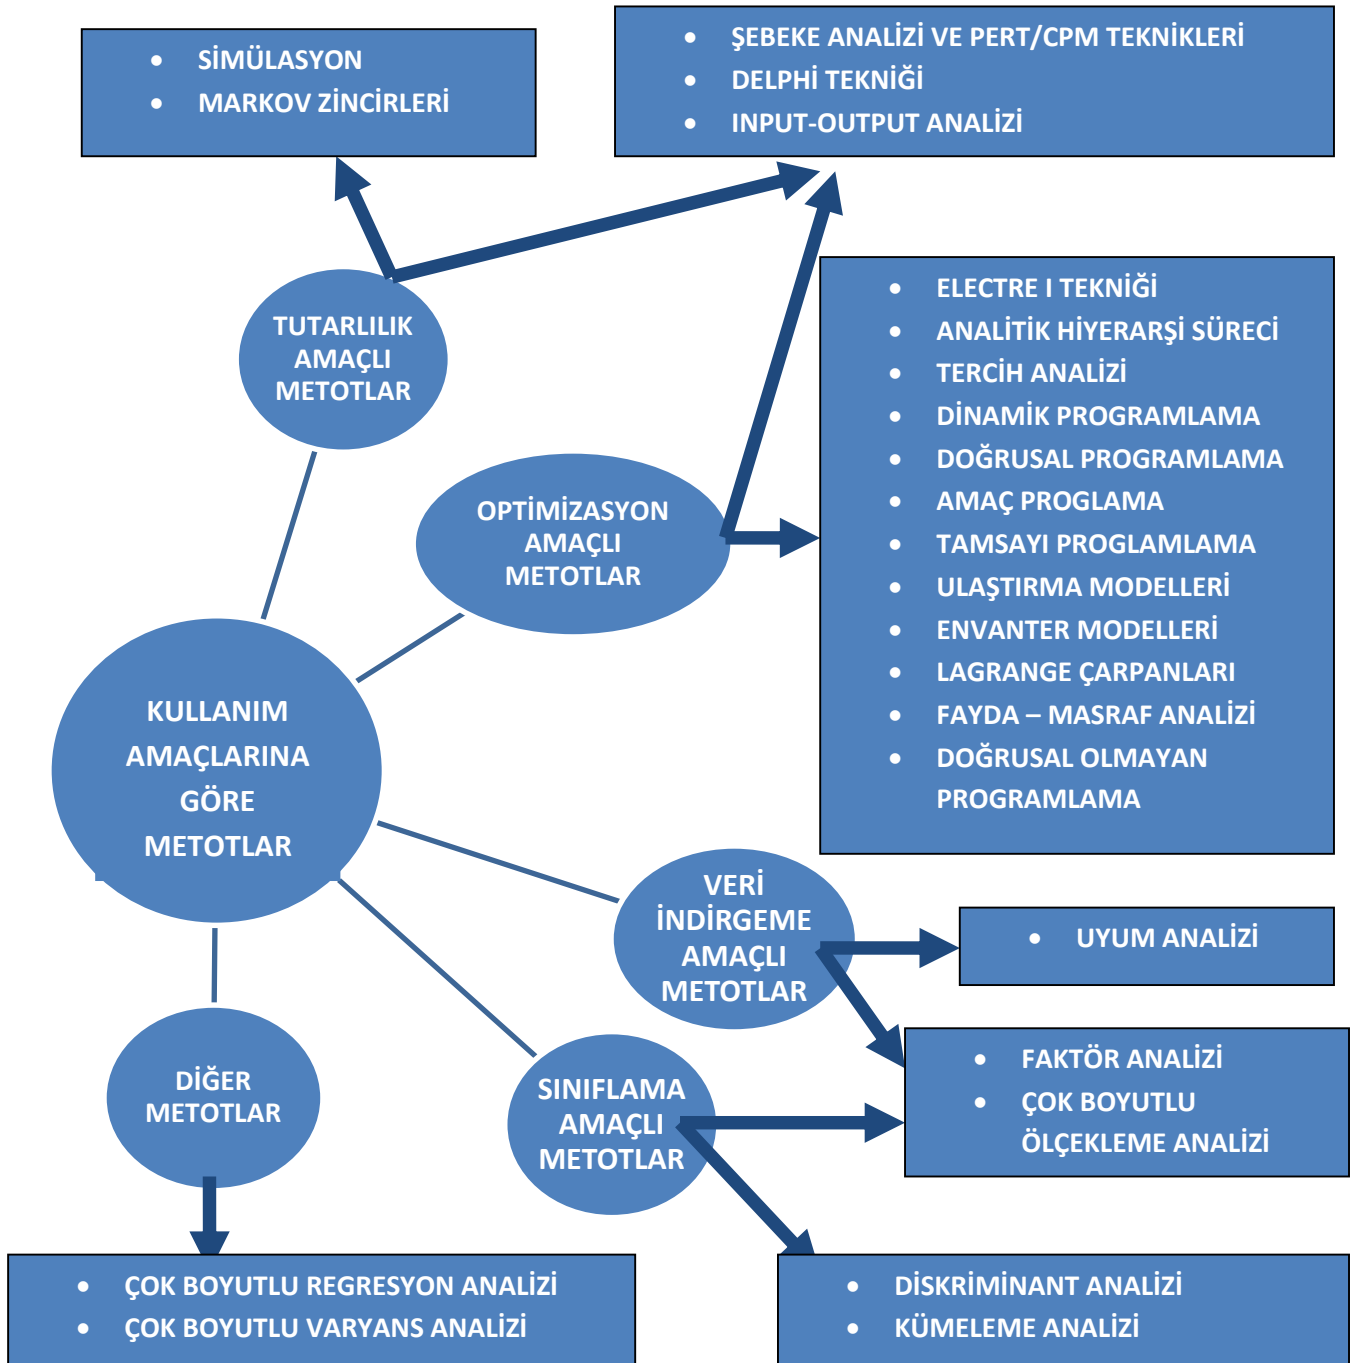 SİMÜLASYON
MARKOV ZİNCİRLERİ
ŞEBEKE ANALİZİ VE PERT/CPM TEKNİKLERİ
DELPHİ TEKNİĞİ
INPUT-OUTPUT ANALİZİ
TUTARLILIK
AMAÇLI
METOTLAR
ELECTRE I TEKNİĞİ
ANALİTİK HİYERARŞİ SÜRECİ
TERCİH ANALİZİ
DİNAMİK PROGRAMLAMA
DOĞRUSAL PROGRAMLAMA
AMAÇ PROGLAMA
TAMSAYI PROGLAMLAMA
ULAŞTIRMA MODELLERİ
ENVANTER MODELLERİ
LAGRANGE ÇARPANLARI
FAYDA – MASRAF ANALİZİ
DOĞRUSAL OLMAYAN
PROGRAMLAMA
OPTİMİZASYON
AMAÇLI
METOTLAR
KULLANIM
AMAÇLARINA
GÖRE
METOTLAR
VERİ
İNDİRGEME
AMAÇLI
METOTLAR
UYUM ANALİZİ
FAKTÖR ANALİZİ
ÇOK BOYUTLU
ÖLÇEKLEME ANALİZİ
SINIFLAMA
AMAÇLI
METOTLAR
DİĞER
METOTLAR
ÇOK BOYUTLU REGRESYON ANALİZİ
ÇOK BOYUTLU VARYANS ANALİZİ
DİSKRİMİNANT ANALİZİ
KÜMELEME ANALİZİ